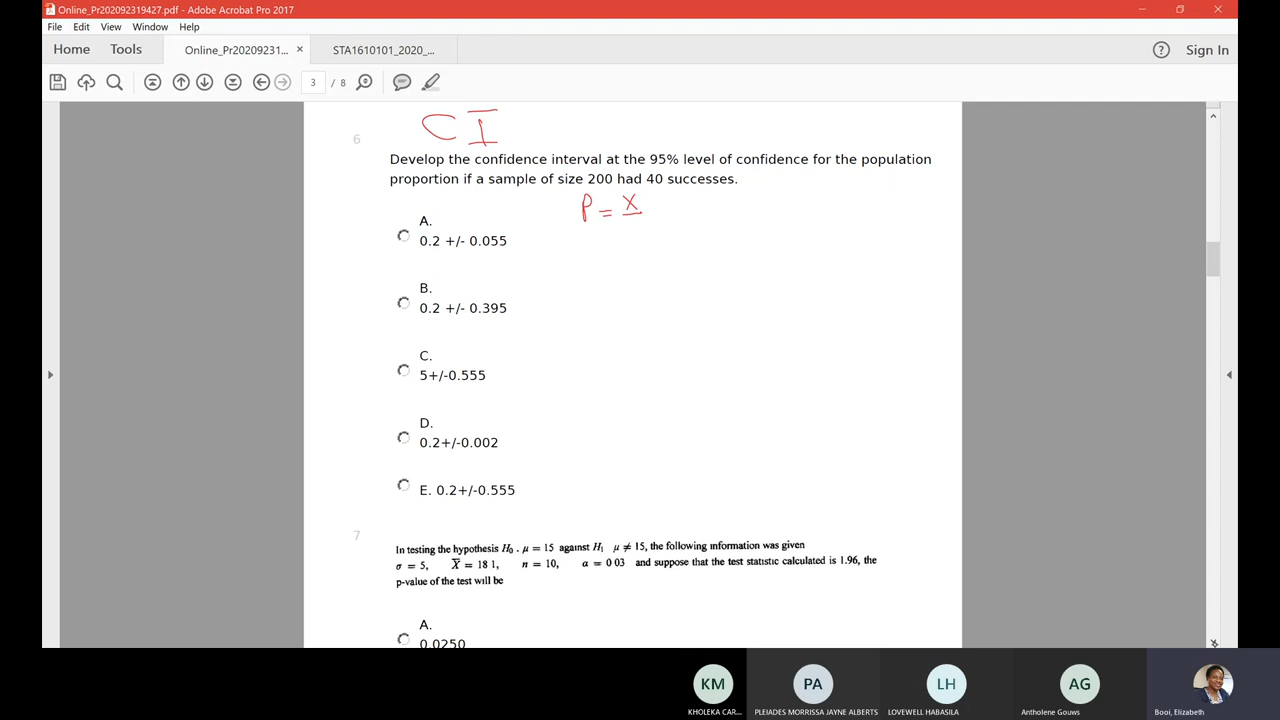 Online_Pr202092319427.pdf - Adobe Acrobat Pro 2017
File Edit View Window Help
Home Tools Online_Pr20209231... × STA1610101_2020_... Sign In
3 / 8
CI
6
Develop the confidence interval at the 95% level of confidence for the population
proportion if a sample of size 200 had 40 successes.
P = X
A.
0.2 +/- 0.055
B.
0.2 +/- 0.395
C.
5+/-0.555
D.
0.2+/-0.002
E. 0.2+/-0.555
7
In testing the hypothesis H₀ . μ = 15 against H₁ μ ≠ 15, the following information was given
σ = 5, X̅ = 18 1, n = 10, α = 0 03 and suppose that the test statistic calculated is 1.96, the
p-value of the test will be
A.
0.0250
KM PA LH AG
KHOLEKA CAR... PLEIADES MORRISSA JAYNE ALBERTS LOVEWELL HABASILA Antholene Gouws Booi, Elizabeth